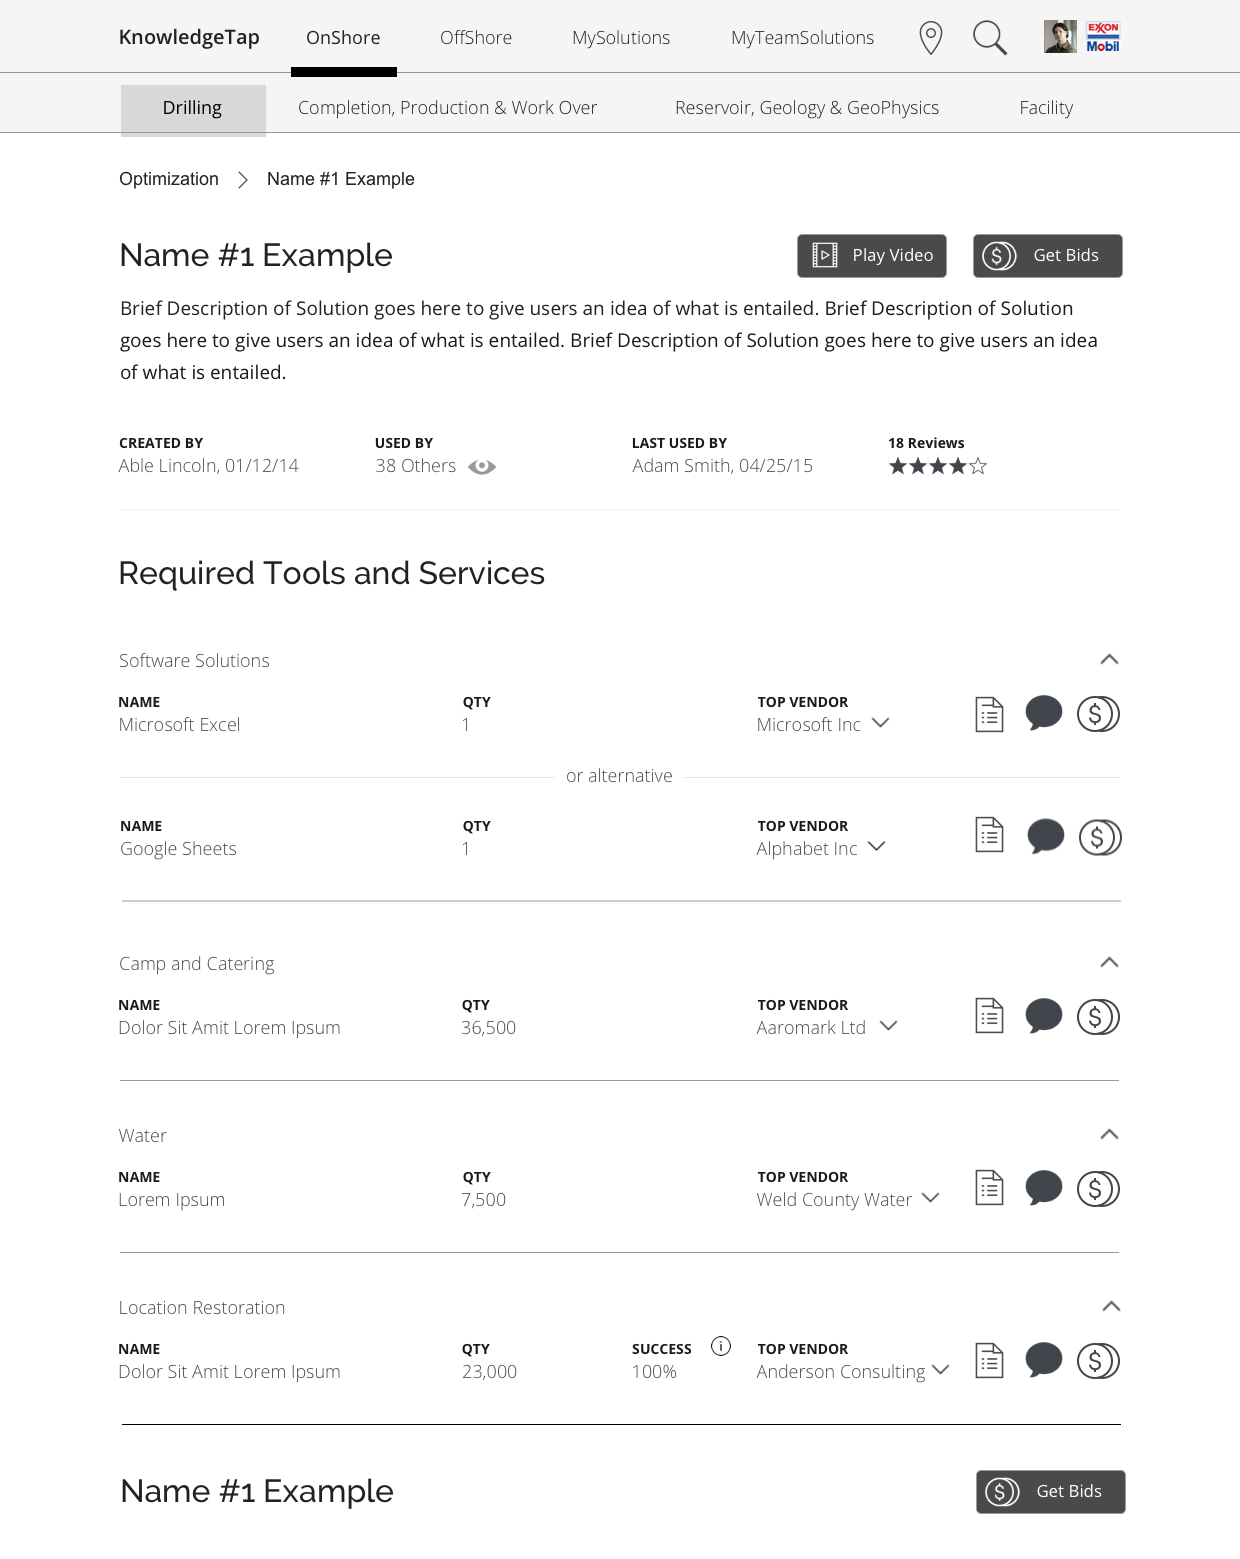 KnowledgeTap OnShore OffShore MySolutions MyTeamSolutions EXXON
Mobil
Drilling Completion, Production & Work Over Reservoir, Geology & GeoPhysics Facility
Optimization Name #1 Example
Name #1 Example Play Video $ Get Bids
Brief Description of Solution goes here to give users an idea of what is entailed. Brief Description of Solution
goes here to give users an idea of what is entailed. Brief Description of Solution goes here to give users an idea
of what is entailed.
CREATED BY USED BY LAST USED BY 18 Reviews
Able Lincoln, 01/12/14 38 Others Adam Smith, 04/25/15
Required Tools and Services
Software Solutions
NAME QTY TOP VENDOR
Microsoft Excel 1 Microsoft Inc $
or alternative
NAME QTY TOP VENDOR
Google Sheets 1 Alphabet Inc $
Camp and Catering
NAME QTY TOP VENDOR
Dolor Sit Amit Lorem Ipsum 36,500 Aaromark Ltd $
Water
NAME QTY TOP VENDOR
Lorem Ipsum 7,500 Weld County Water $
Location Restoration
NAME QTY SUCCESS i TOP VENDOR
Dolor Sit Amit Lorem Ipsum 23,000 100% Anderson Consulting $
Name #1 Example $ Get Bids